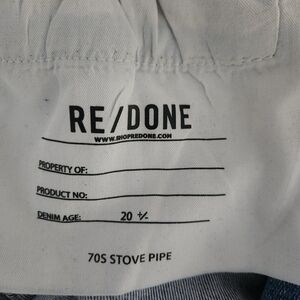 RE/DONE
WWW.SHOPREDONE.COM
PROPERTY OF:
PRODUCT NO:
DENIM AGE: 20 +/-
70S STOVE PIPE